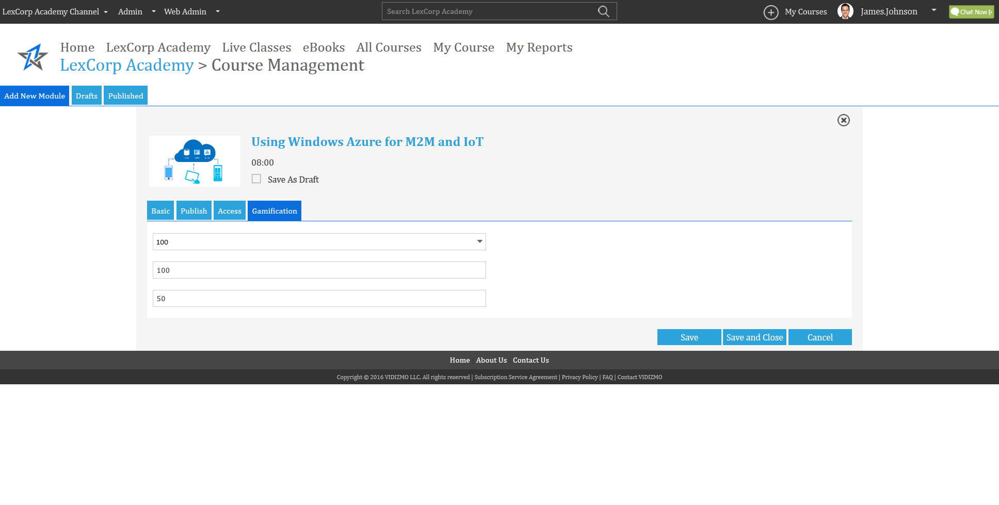 LexCorp Academy Channel Admin Web Admin Search LexCorp Academy My Courses James.Johnson Chat Now
Home LexCorp Academy Live Classes eBooks All Courses My Course My Reports
LexCorp Academy > Course Management
Add New Module Drafts Published
Using Windows Azure for M2M and IoT
08:00
Save As Draft
Basic Publish Access Gamification
100
100
50
Save Save and Close Cancel
Home | About Us | Contact Us
Copyright © 2016 VIDIZMO LLC. All rights reserved | Subscription Service Agreement | Privacy Policy | FAQ | Contact VIDIZMO